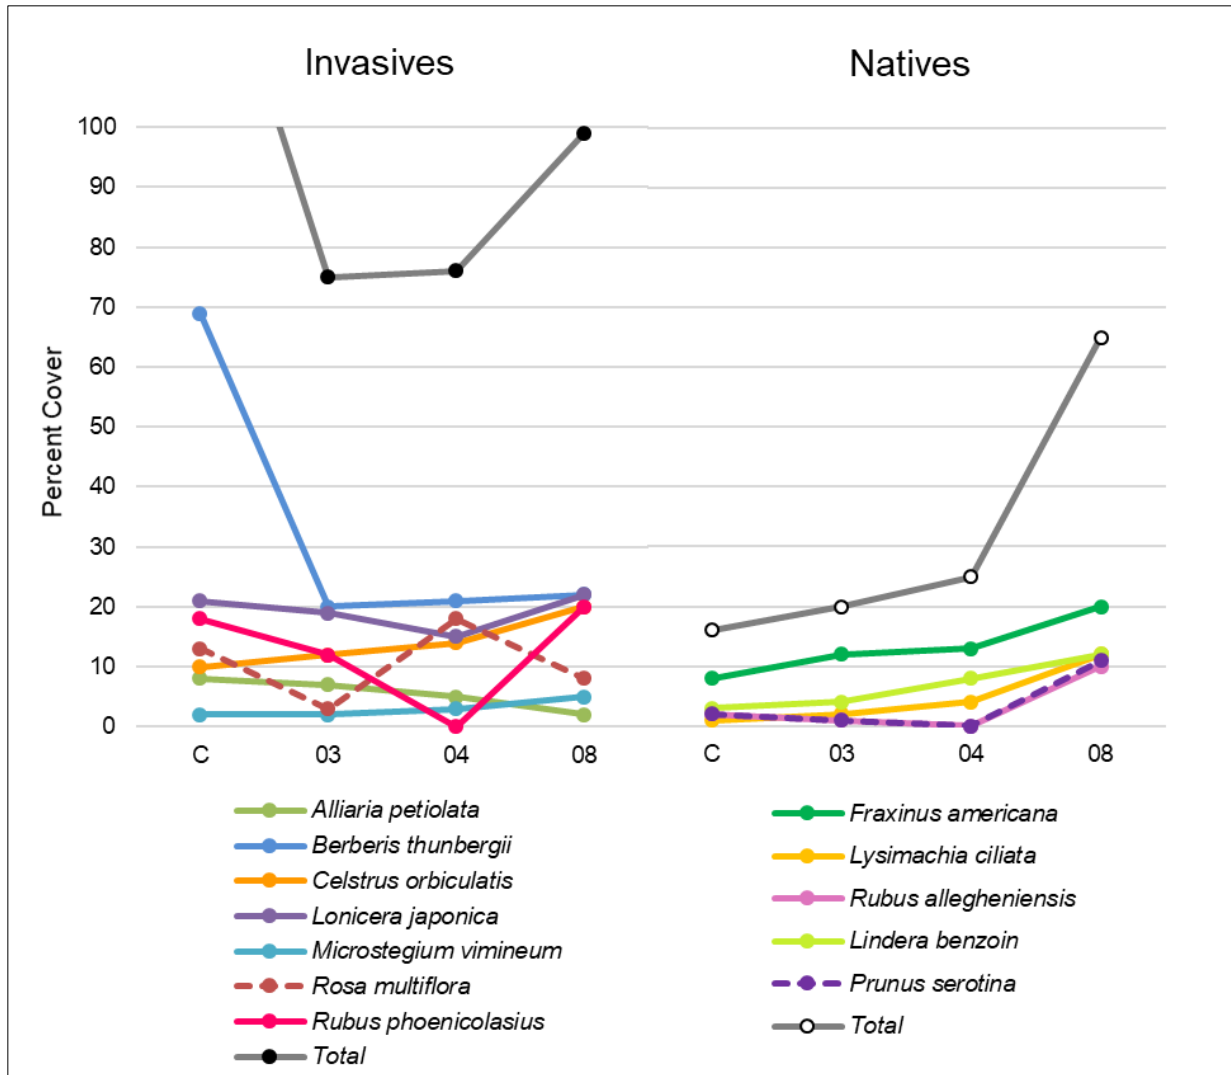 Invasives
Natives
Percent Cover
100
90
80
70
60
50
40
30
20
10
0
C 03 04 08
C 03 04 08
Alliaria petiolata
Berberis thunbergii
Celstrus orbiculatis
Lonicera japonica
Microstegium vimineum
Rosa multiflora
Rubus phoenicolasius
Total
Fraxinus americana
Lysimachia ciliata
Rubus allegheniensis
Lindera benzoin
Prunus serotina
Total